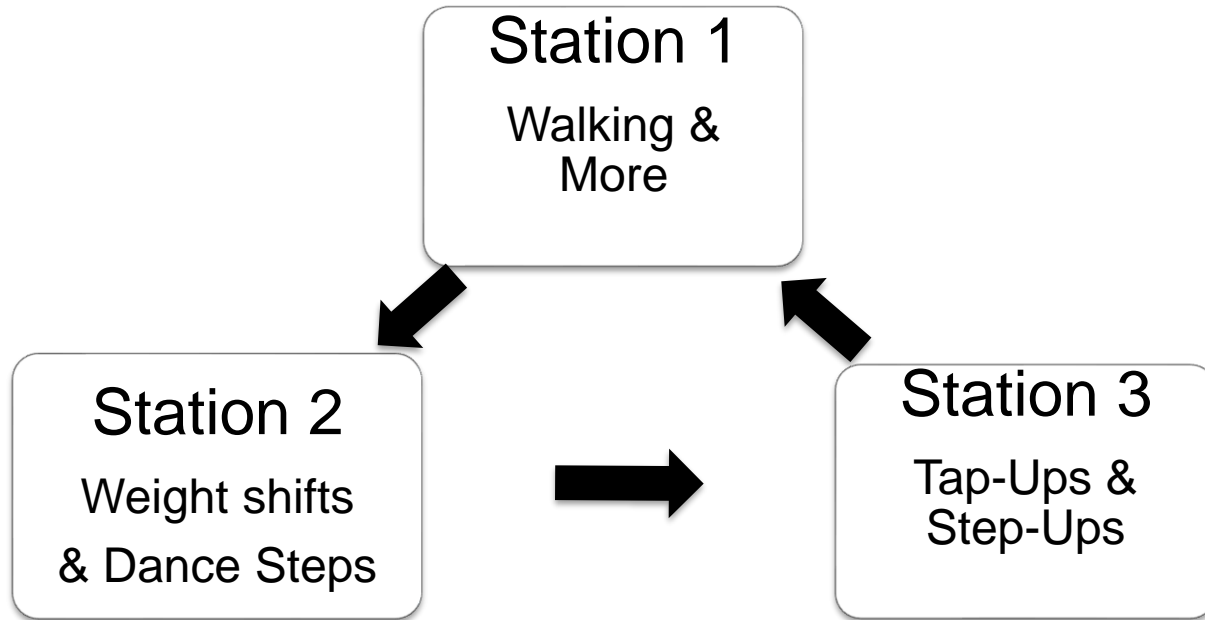 Station 1
Walking &
More
Station 2
Weight shifts
& Dance Steps
Station 3
Tap-Ups &
Step-Ups